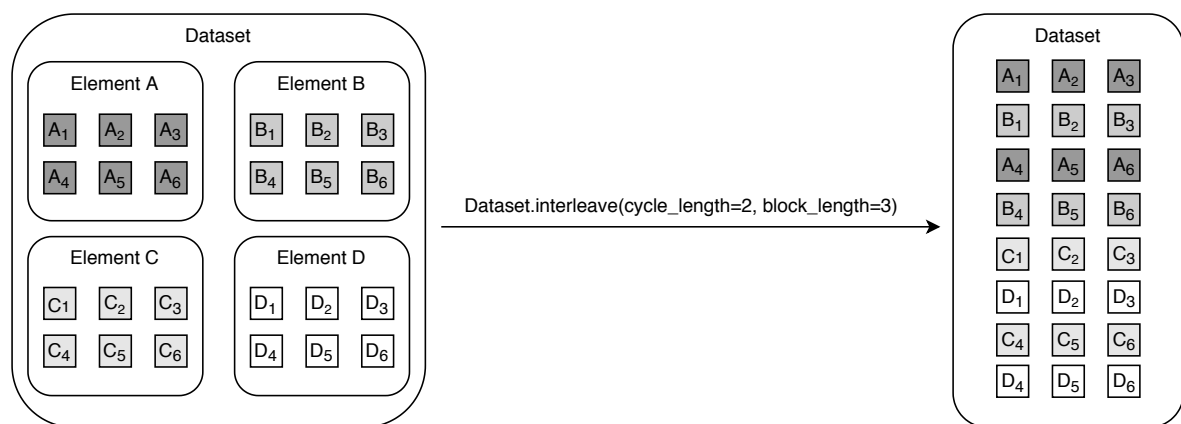 Dataset
Element A
A₁ A₂ A₃
A₄ A₅ A₆
Element B
B₁ B₂ B₃
B₄ B₅ B₆
Element C
C₁ C₂ C₃
C₄ C₅ C₆
Element D
D₁ D₂ D₃
D₄ D₅ D₆
Dataset.interleave(cycle_length=2, block_length=3)
Dataset
A₁ A₂ A₃
B₁ B₂ B₃
A₄ A₅ A₆
B₄ B₅ B₆
C₁ C₂ C₃
D₁ D₂ D₃
C₄ C₅ C₆
D₄ D₅ D₆